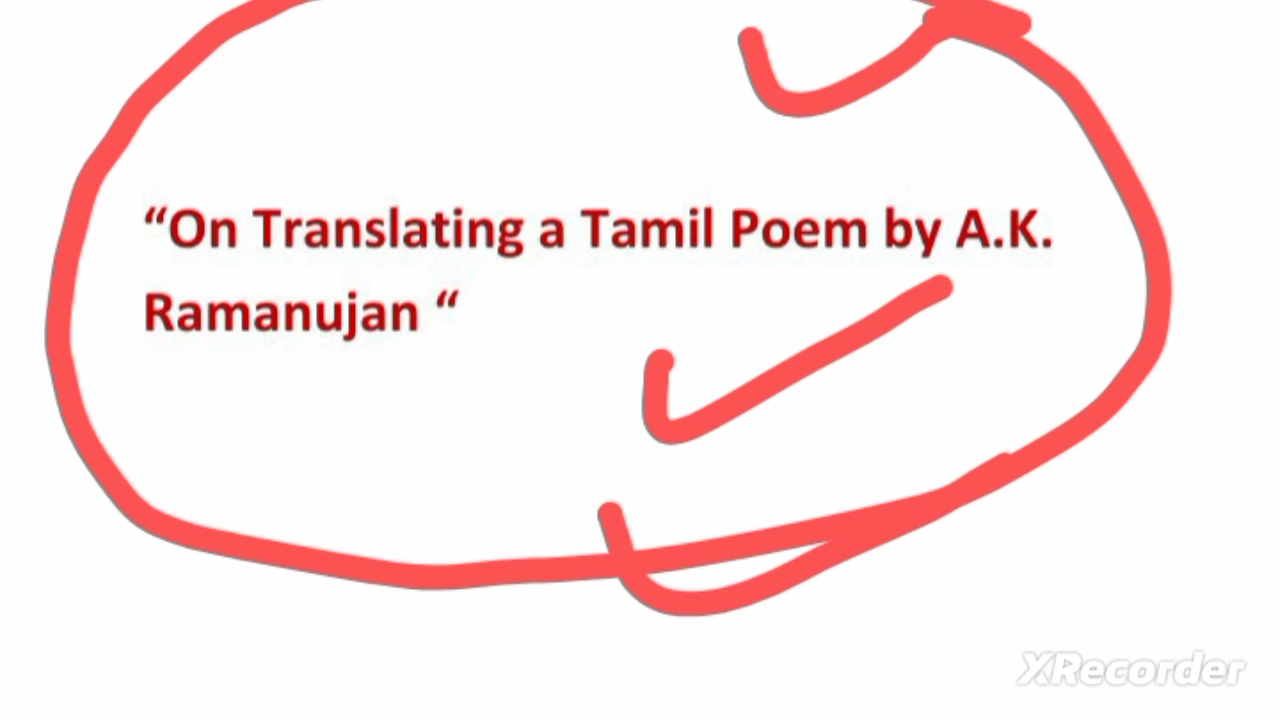 “On Translating a Tamil Poem by A.K.
Ramanujan “
XRecorder